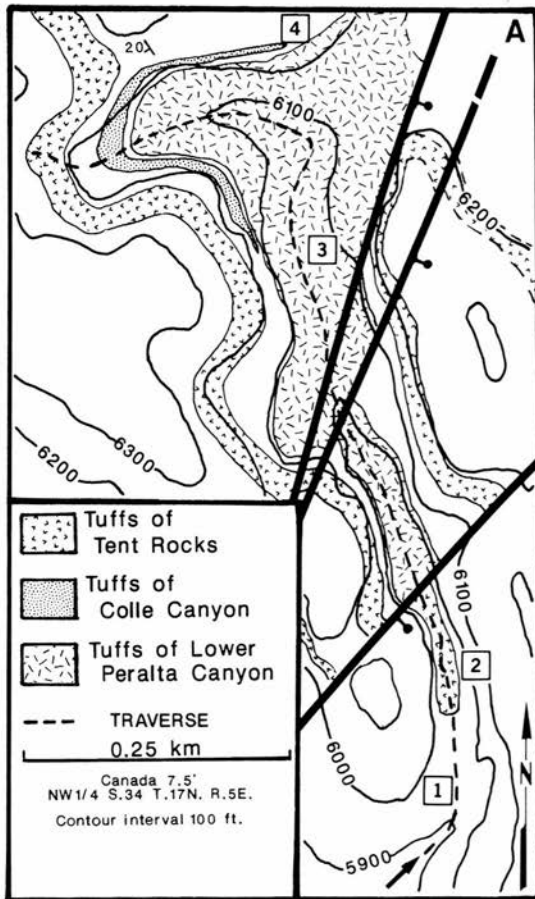 4
A
20
6100
6200
3
6300
6200
Tuffs of
Tent Rocks
Tuffs of
Colle Canyon
Tuffs of Lower
Peralta Canyon
TRAVERSE
0.25 km
Canada 7.5'
NW1/4 S.34 T.17N. R.5E.
Contour interval 100 ft.
6100
2
6000
1
5900
N